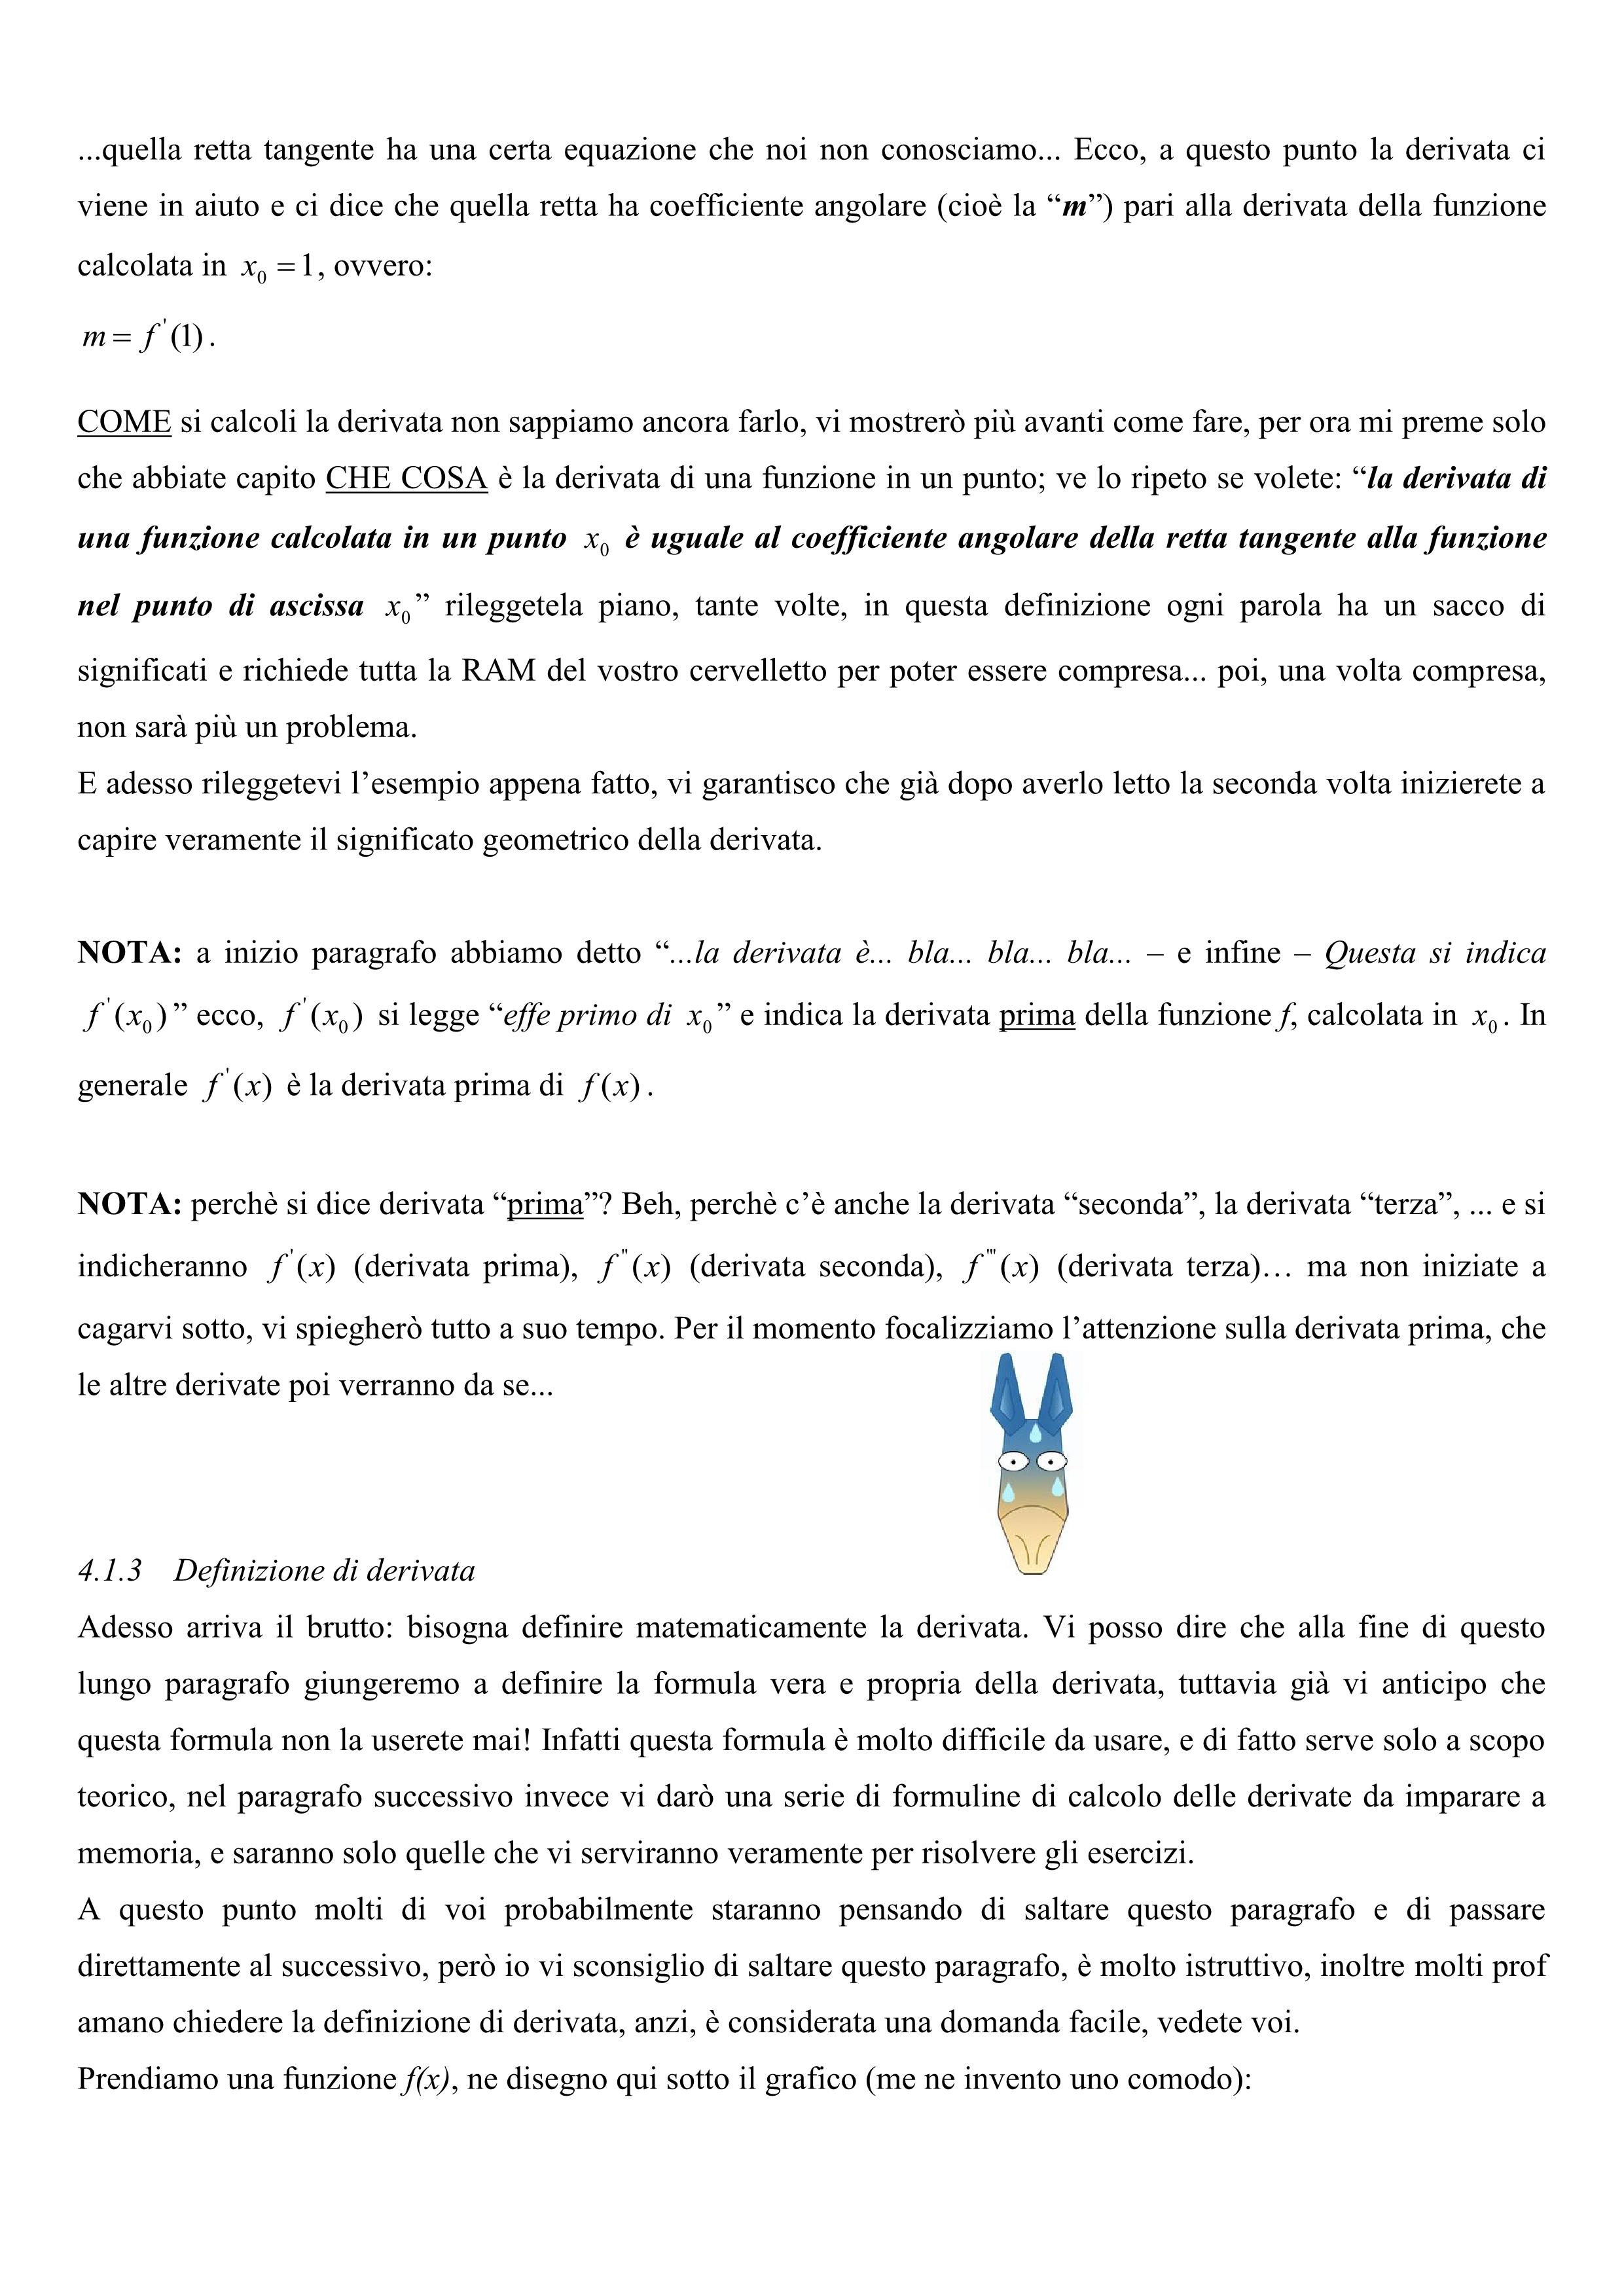 ...quella retta tangente ha una certa equazione che noi non conosciamo... Ecco, a questo punto la derivata ci
viene in aiuto e ci dice che quella retta ha coefficiente angolare (cioè la “m”) pari alla derivata della funzione
calcolata in x₀ = 1, ovvero:
m = f'(1).
COME si calcoli la derivata non sappiamo ancora farlo, vi mostrerò più avanti come fare, per ora mi preme solo
che abbiate capito CHE COSA è la derivata di una funzione in un punto; ve lo ripeto se volete: “la derivata di
una funzione calcolata in un punto x₀ è uguale al coefficiente angolare della retta tangente alla funzione
nel punto di ascissa x₀” rileggetela piano, tante volte, in questa definizione ogni parola ha un sacco di
significati e richiede tutta la RAM del vostro cervelletto per poter essere compresa... poi, una volta compresa,
non sarà più un problema.
E adesso rileggetevi l’esempio appena fatto, vi garantisco che già dopo averlo letto la seconda volta inizierete a
capire veramente il significato geometrico della derivata.
NOTA: a inizio paragrafo abbiamo detto “...la derivata è... bla... bla... bla... – e infine – Questa si indica
f'(x₀)” ecco, f'(x₀) si legge “effe primo di x₀” e indica la derivata prima della funzione f, calcolata in x₀. In
generale f'(x) è la derivata prima di f(x).
NOTA: perchè si dice derivata “prima”? Beh, perchè c’è anche la derivata “seconda”, la derivata “terza”, ... e si
indicheranno f'(x) (derivata prima), f''(x) (derivata seconda), f'''(x) (derivata terza)… ma non iniziate a
cagarvi sotto, vi spiegherò tutto a suo tempo. Per il momento focalizziamo l’attenzione sulla derivata prima, che
le altre derivate poi verranno da se...
4.1.3 Definizione di derivata
Adesso arriva il brutto: bisogna definire matematicamente la derivata. Vi posso dire che alla fine di questo
lungo paragrafo giungeremo a definire la formula vera e propria della derivata, tuttavia già vi anticipo che
questa formula non la userete mai! Infatti questa formula è molto difficile da usare, e di fatto serve solo a scopo
teorico, nel paragrafo successivo invece vi darò una serie di formuline di calcolo delle derivate da imparare a
memoria, e saranno solo quelle che vi serviranno veramente per risolvere gli esercizi.
A questo punto molti di voi probabilmente staranno pensando di saltare questo paragrafo e di passare
direttamente al successivo, però io vi sconsiglio di saltare questo paragrafo, è molto istruttivo, inoltre molti prof
amano chiedere la definizione di derivata, anzi, è considerata una domanda facile, vedete voi.
Prendiamo una funzione f(x), ne disegno qui sotto il grafico (me ne invento uno comodo):